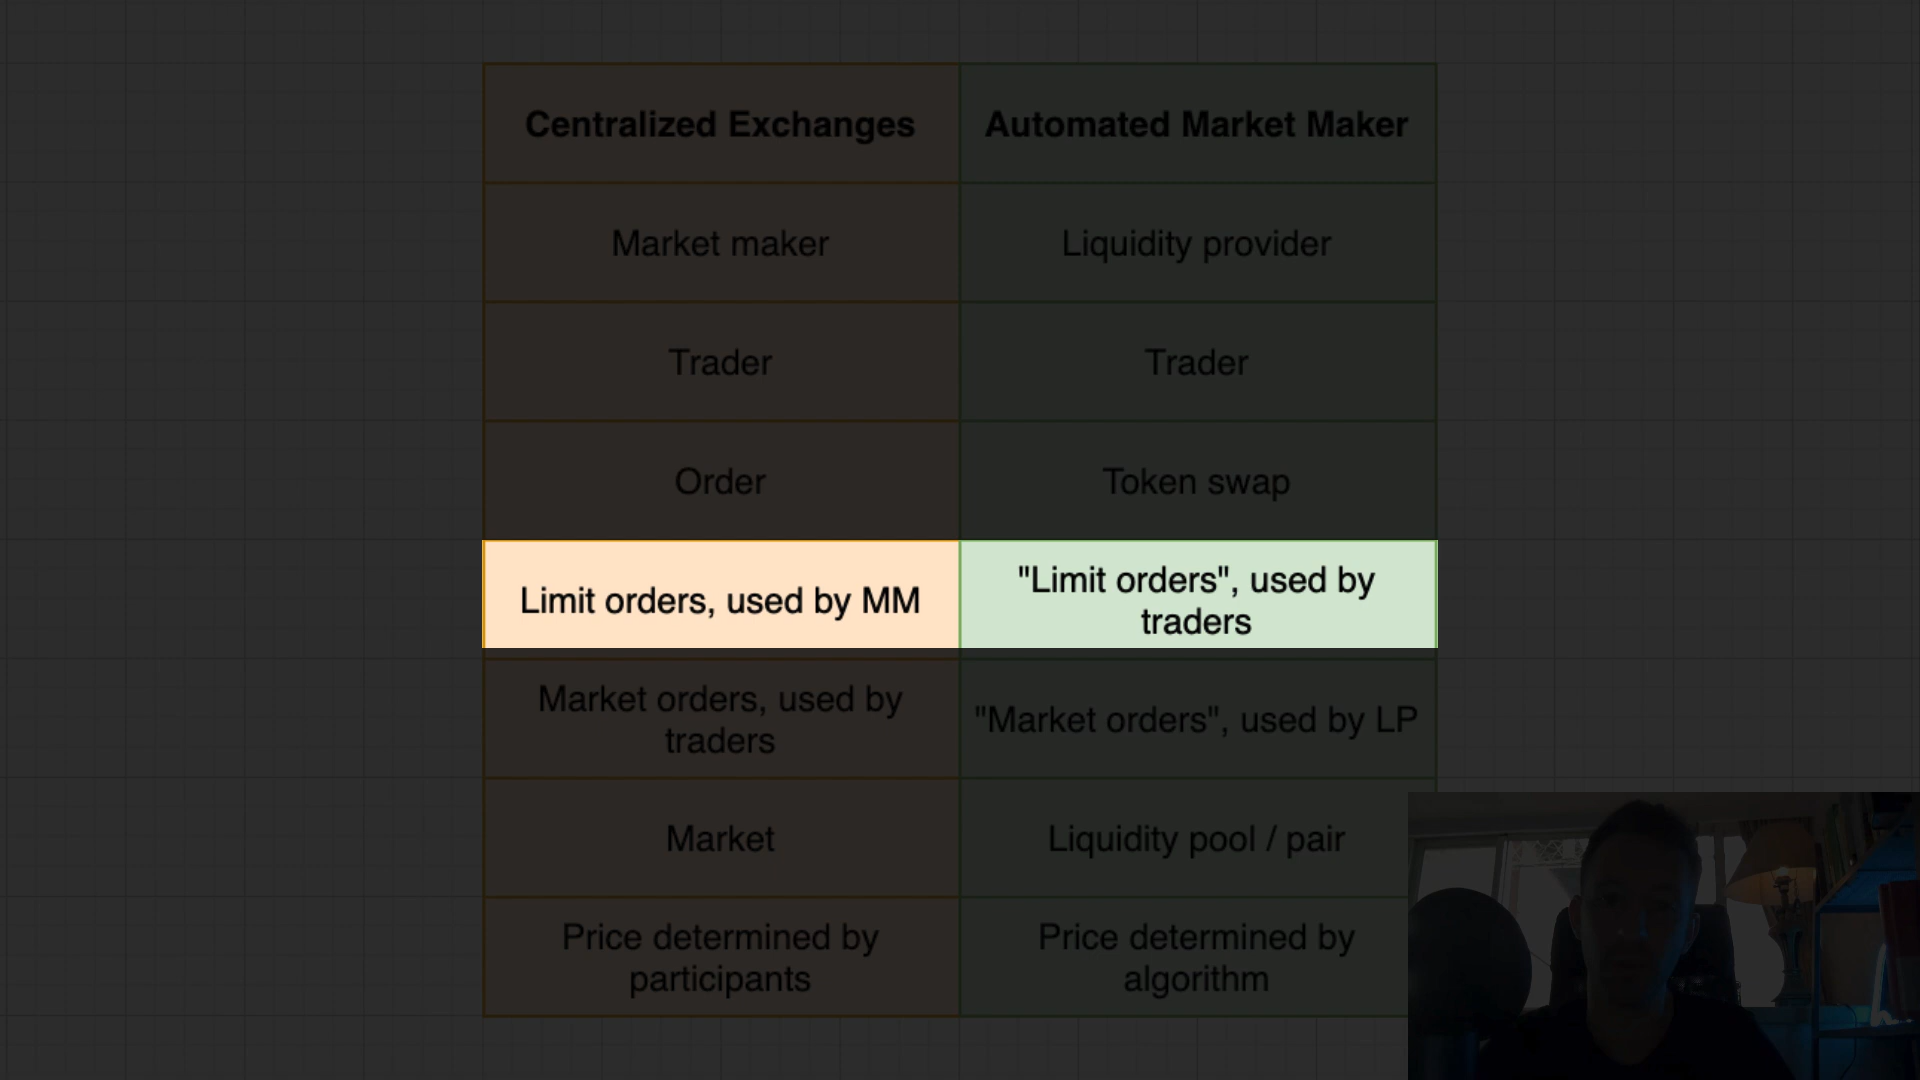 Centralized Exchanges
Automated Market Maker
Market maker
Liquidity provider
Trader
Trader
Order
Token swap
Limit orders, used by MM
"Limit orders", used by
traders
Market orders, used by
traders
"Market orders", used by LP
Market
Liquidity pool / pair
Price determined by
participants
Price determined by
algorithm